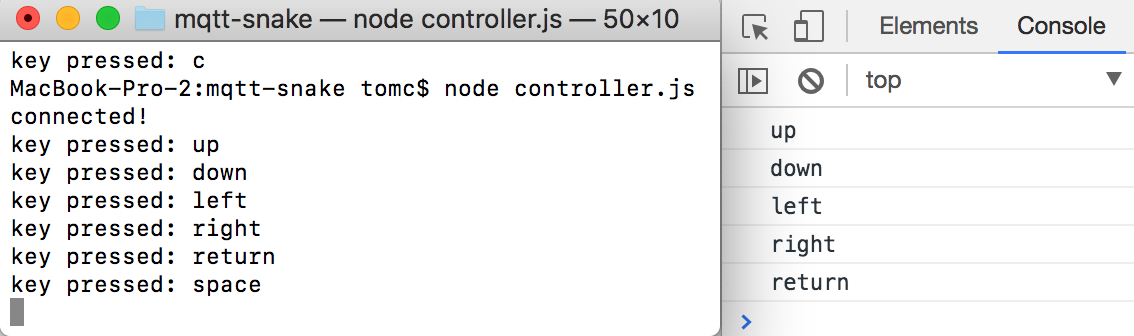 mqtt-snake — node controller.js — 50×10
key pressed: c
MacBook-Pro-2:mqtt-snake tomc$ node controller.js
connected!
key pressed: up
key pressed: down
key pressed: left
key pressed: right
key pressed: return
key pressed: space
Elements Console
top
up
down
left
right
return